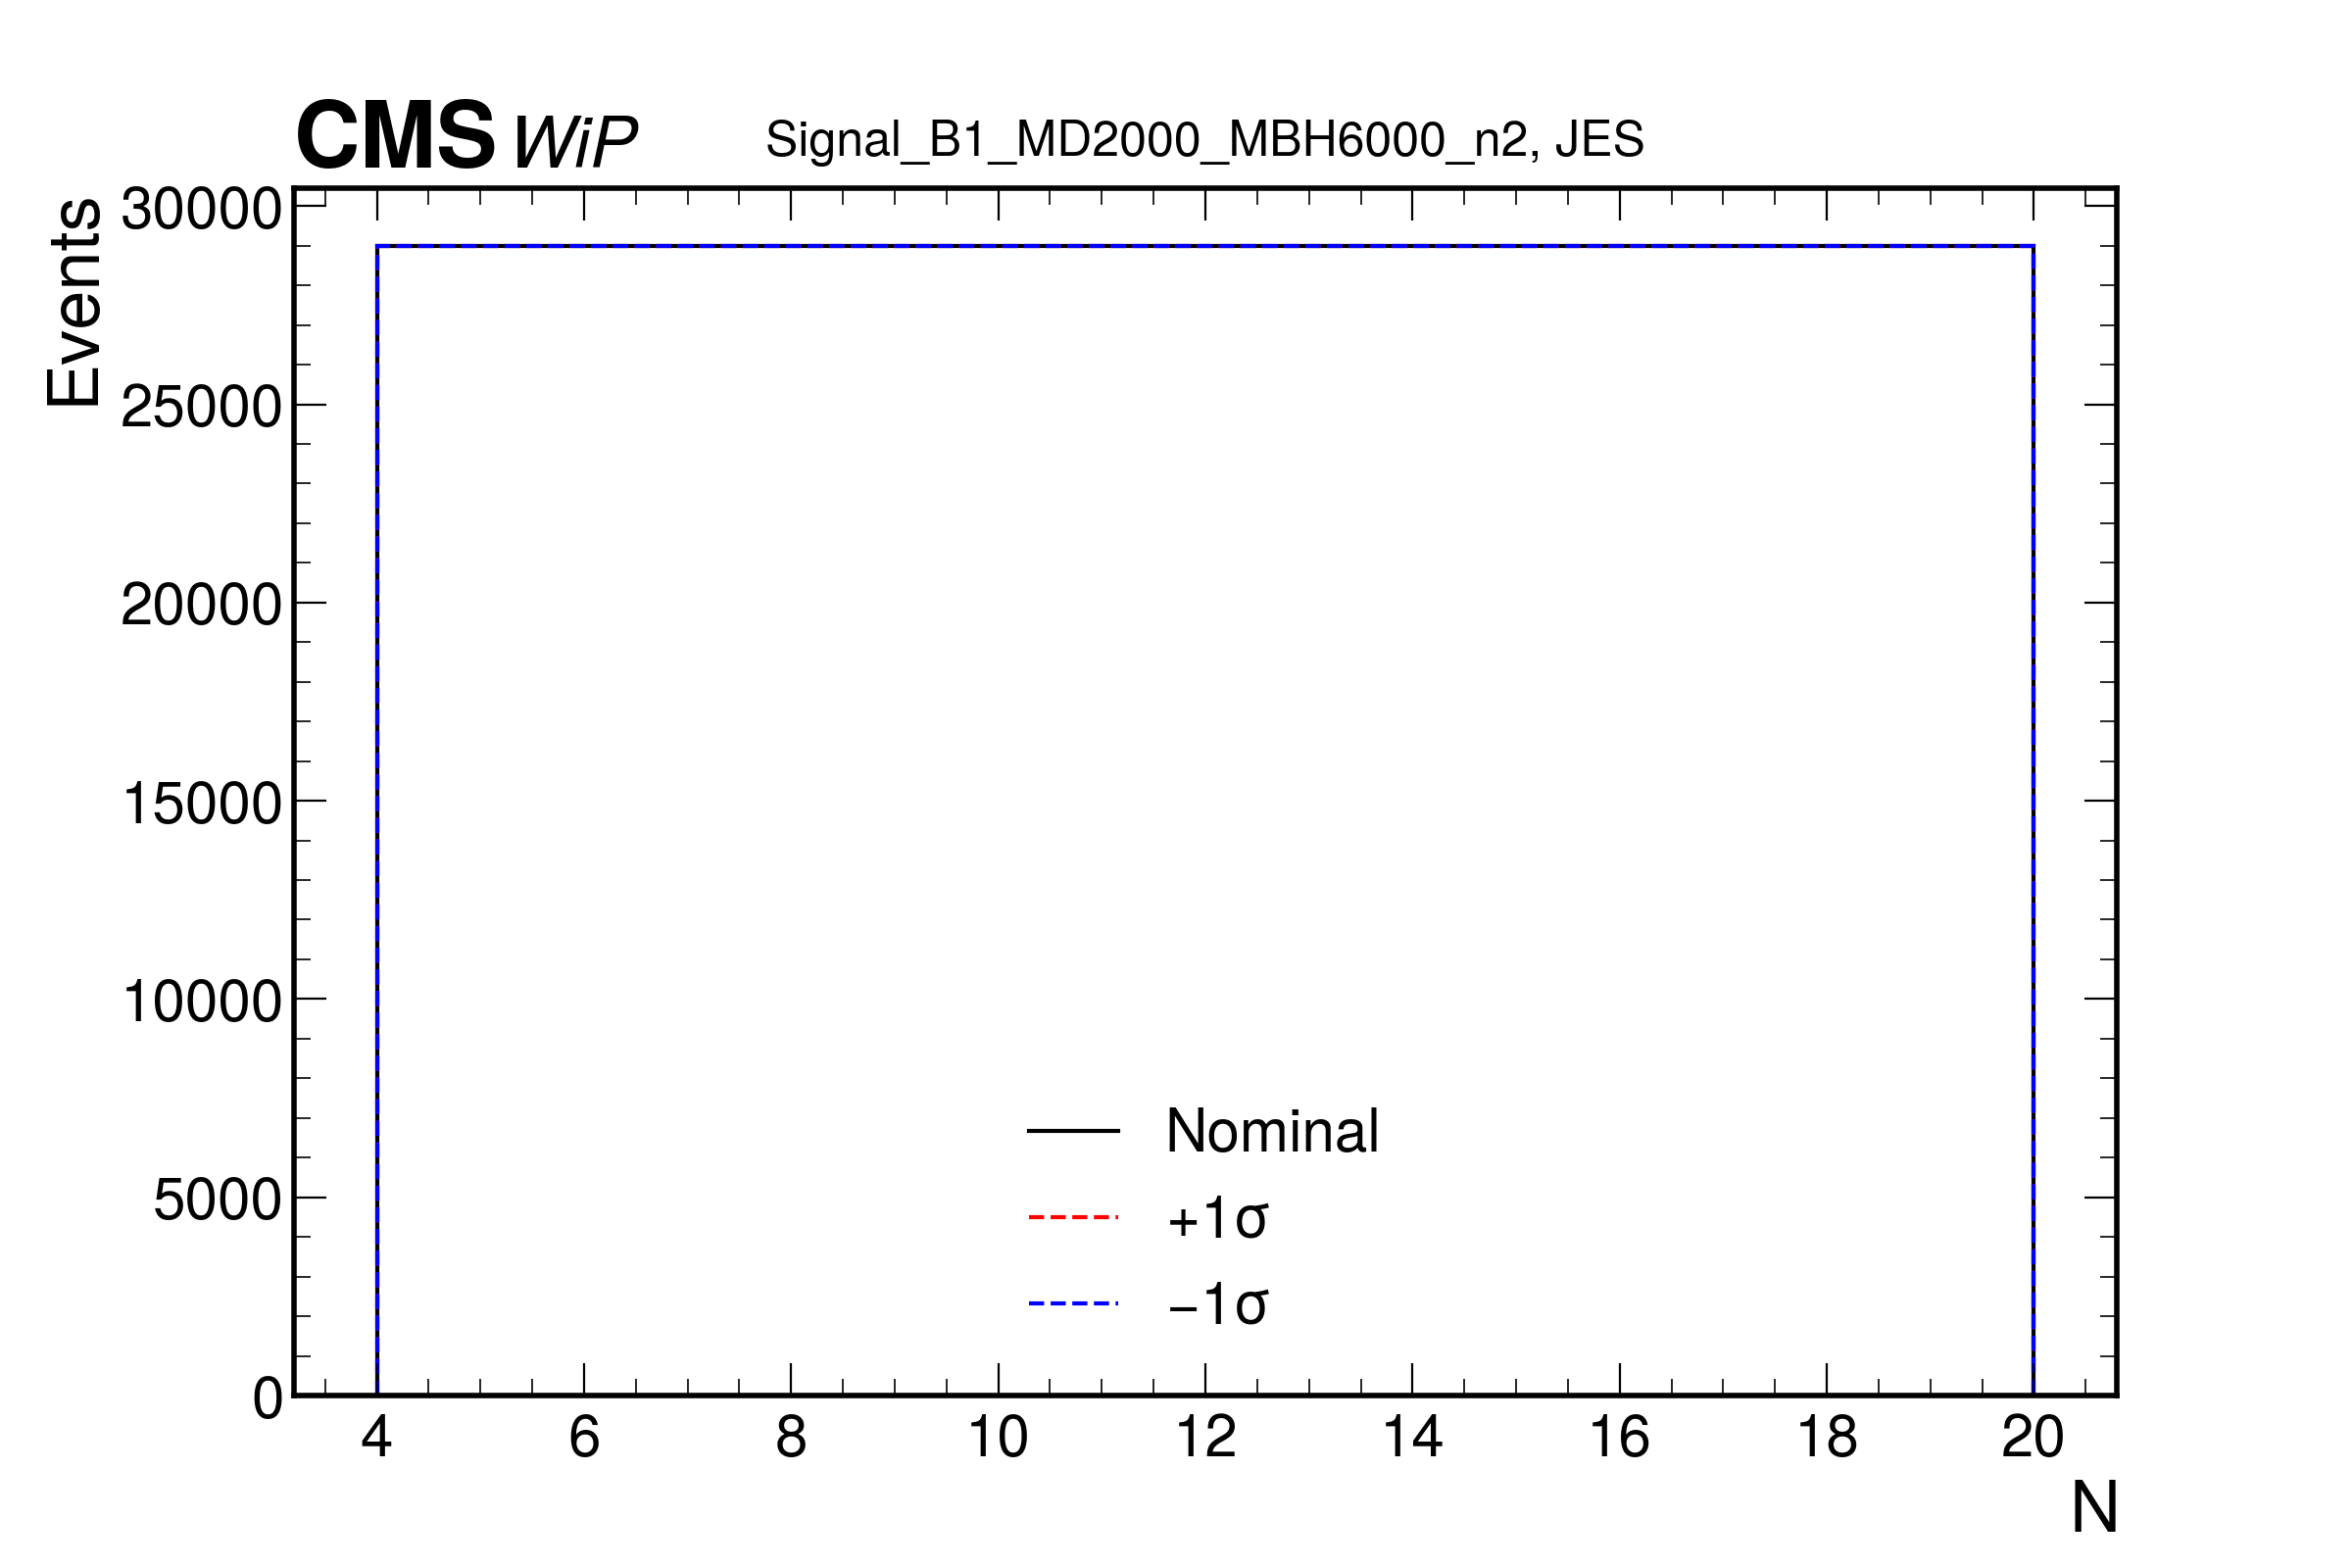 CMS WiP Signal_B1_MD2000_MBH6000_n2, JES
Events
30000
25000
20000
15000
10000
5000
0
Nominal
+1σ
−1σ
4 6 8 10 12 14 16 18 20
N